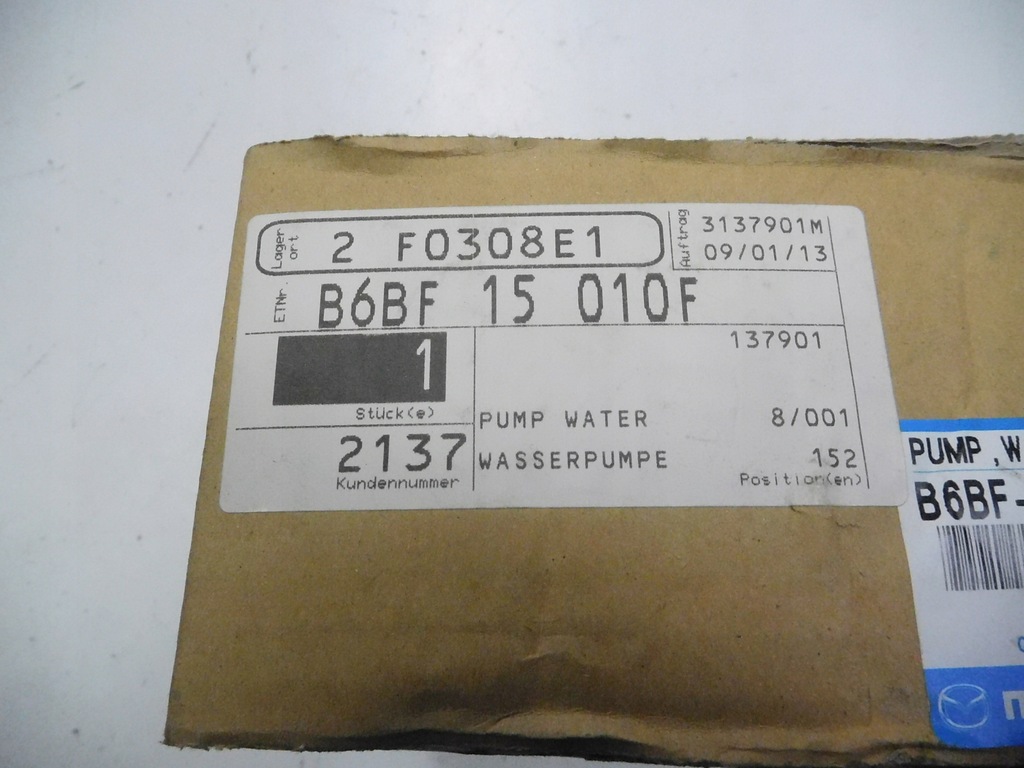 Lager
ort
2 F0308E1
Auftrag
3137901M
09/01/13
ETNr.
B6BF 15 010F
1
Stück(e)
137901
PUMP WATER 8/001
2137
Kundennummer
WASSERPUMPE 152
Position(en)
PUMP , W
B6BF-